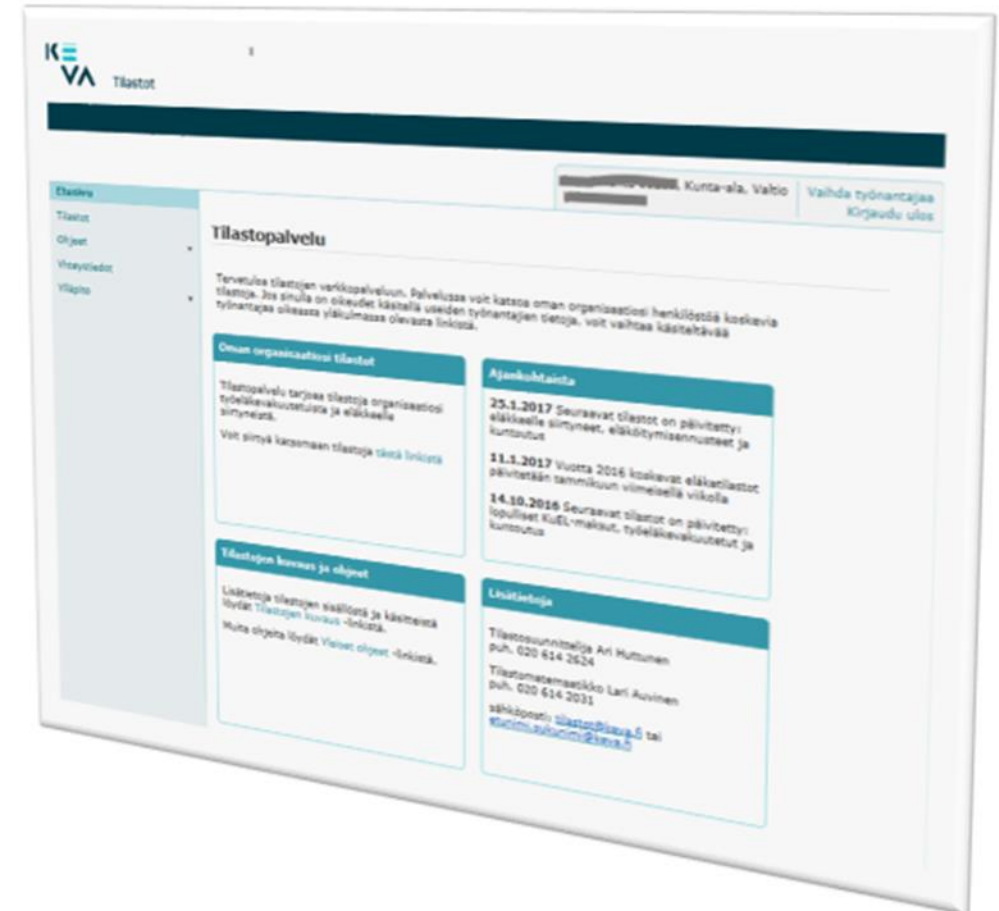 KEVA
Tilastot
Kunta-ala, Valtio
Vaihda työnantajaa
Kirjaudu ulos
Etusivu
Tilastot
Ohjeet
Yhteystiedot
Ylläpito
Tilastopalvelu
Tervetuloa tilastojen verkkopalveluun. Palvelussa voit katsoa oman organisaatiosi henkilöstöä koskevia
tilastoja. Jos sinulla on oikeudet käsitellä useiden työnantajien tietoja, voit vaihtaa käsiteltävää
työnantajaa oikeassa yläkulmassa olevasta linkistä.
Oman organisaatiosi tilastot
Tilastopalvelu tarjoaa tilastoja organisaatiosi
työeläkevakuutetuista ja eläkkeelle
siirtyneistä.
Voit siirtyä katsomaan tilastoja tästä linkistä
Ajankohtaista
25.1.2017 Seuraavat tilastot on päivitetty:
eläkkeelle siirtyneet, eläköitymisennusteet ja
kuntoutus
11.1.2017 Vuotta 2016 koskevat eläketilastot
päivitetään tammikuun viimeisellä viikolla
14.10.2016 Seuraavat tilastot on päivitetty:
lopulliset KuEL-maksut, työeläkevakuutetut ja
kuntoutus
Tilastojen kuvaus ja ohjeet
Lisätietoja tilastojen sisällöstä ja käsitteistä
löydät Tilastojen kuvaus -linkistä.
Muita ohjeita löydät Yleiset ohjeet -linkistä.
Lisätietoja
Tilastosuunnittelija Ari Huttunen
puh. 020 614 2624
Tilastomatemaatikko Lari Auvinen
puh. 020 614 2031
sähköposti: tilastot@keva.fi tai
etunimi.sukunimi@keva.fi